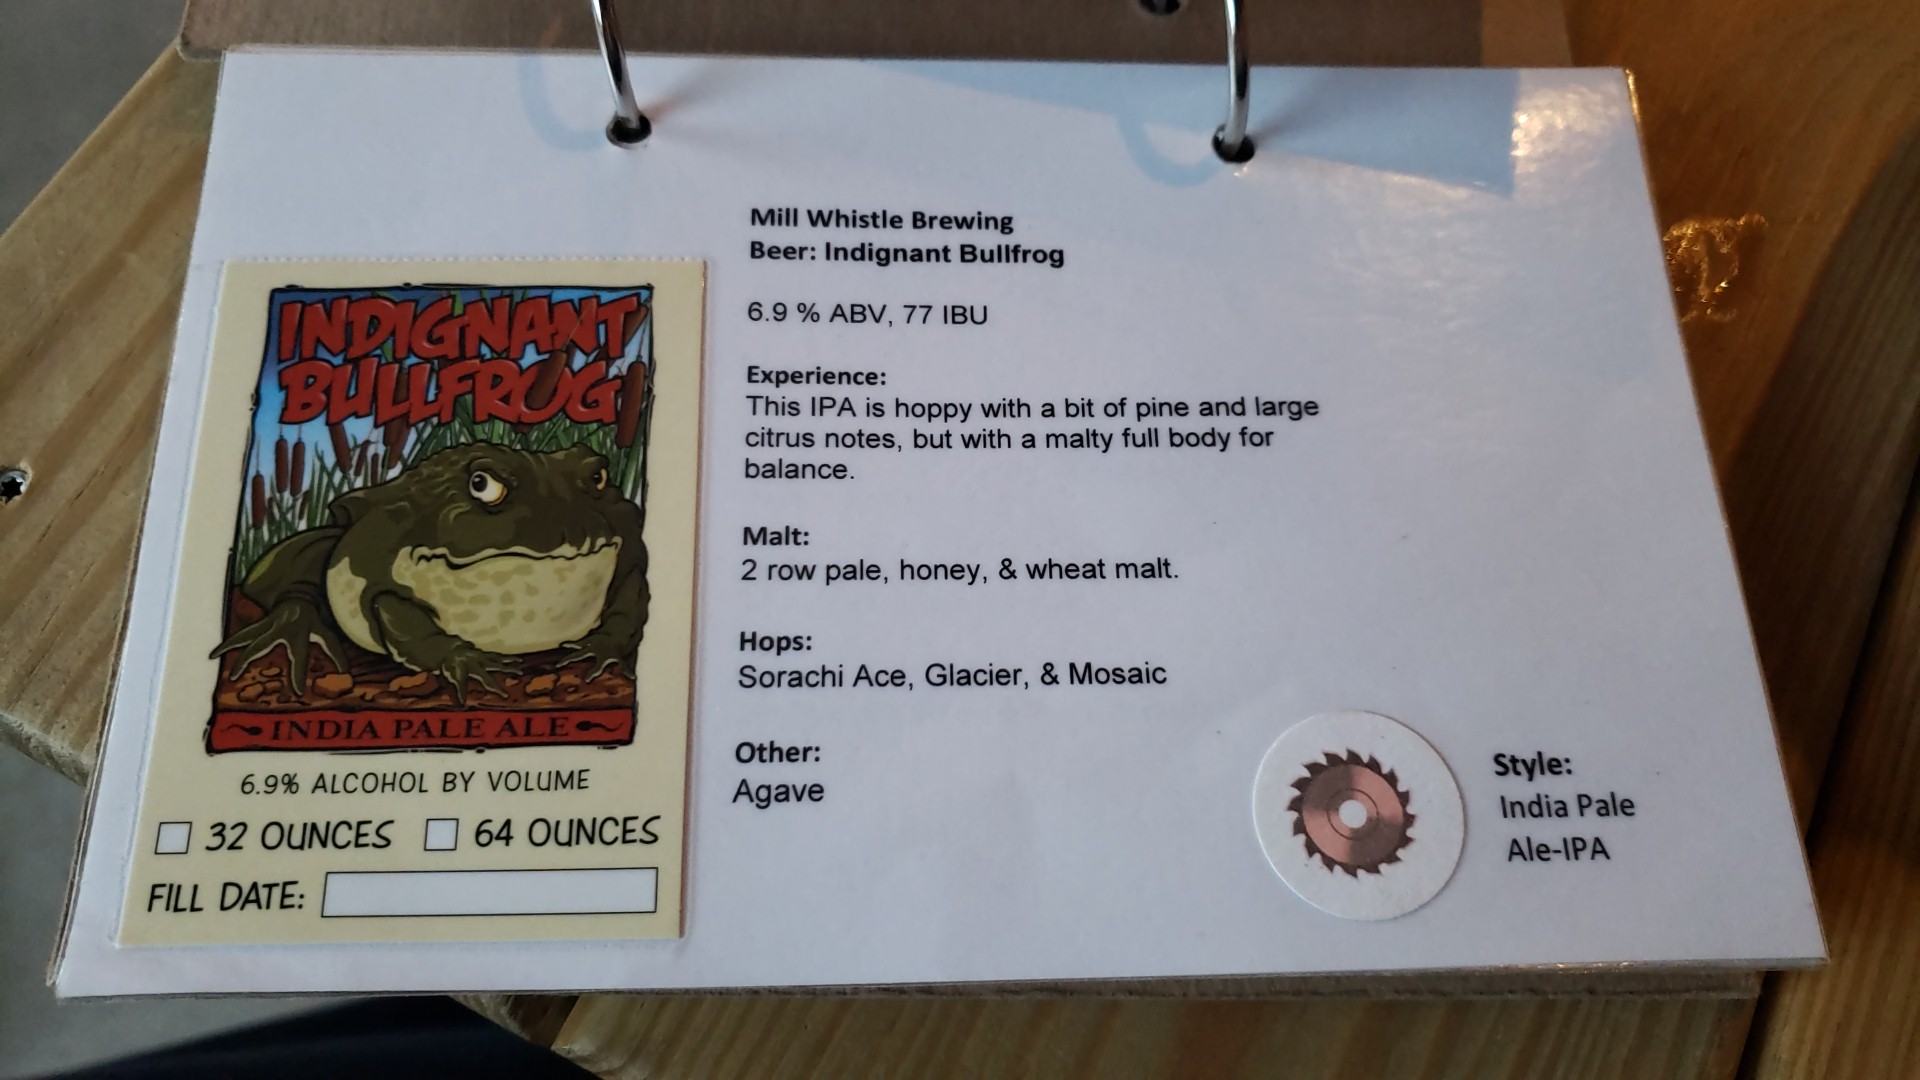 INDIGNANT
BULLFROG
INDIA PALE ALE
6.9% ALCOHOL BY VOLUME
32 OUNCES 64 OUNCES
FILL DATE:
Mill Whistle Brewing
Beer: Indignant Bullfrog
6.9 % ABV, 77 IBU
Experience:
This IPA is hoppy with a bit of pine and large
citrus notes, but with a malty full body for
balance.
Malt:
2 row pale, honey, & wheat malt.
Hops:
Sorachi Ace, Glacier, & Mosaic
Other:
Agave
Style:
India Pale
Ale-IPA